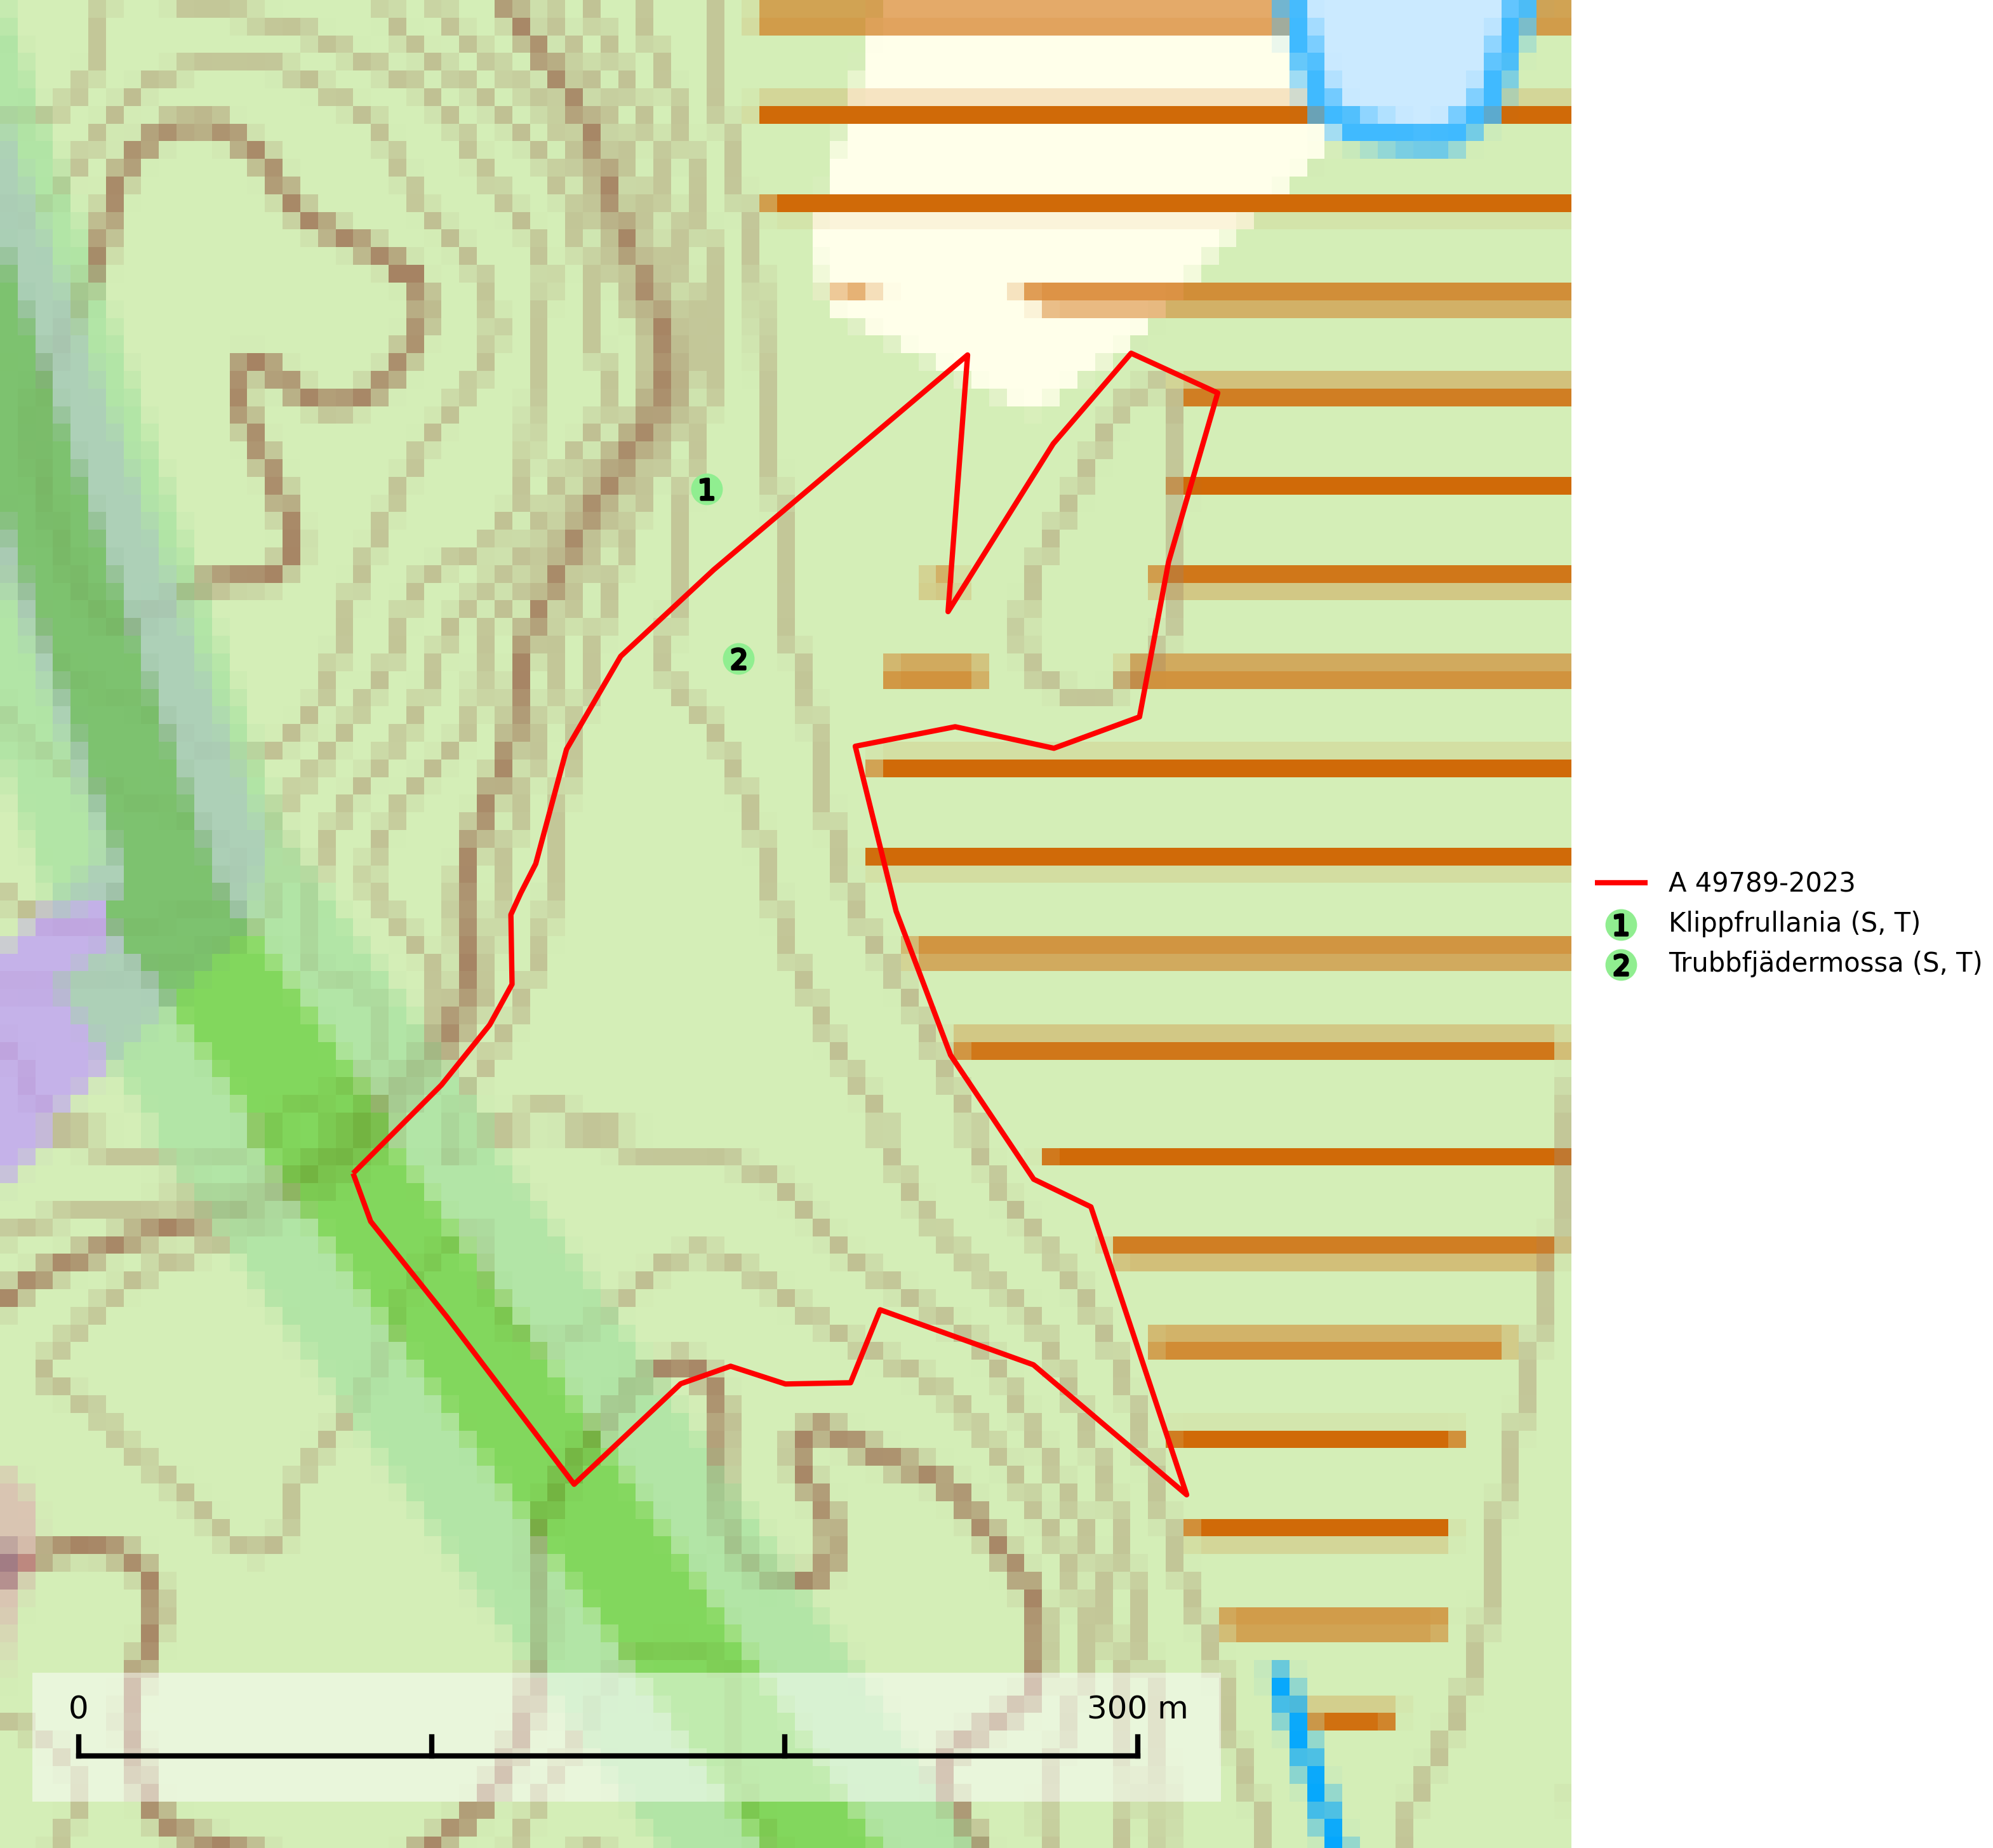 1
2
A 49789-2023
1 Klippfrullania (S, T)
2 Trubbfjädermossa (S, T)
0 300 m